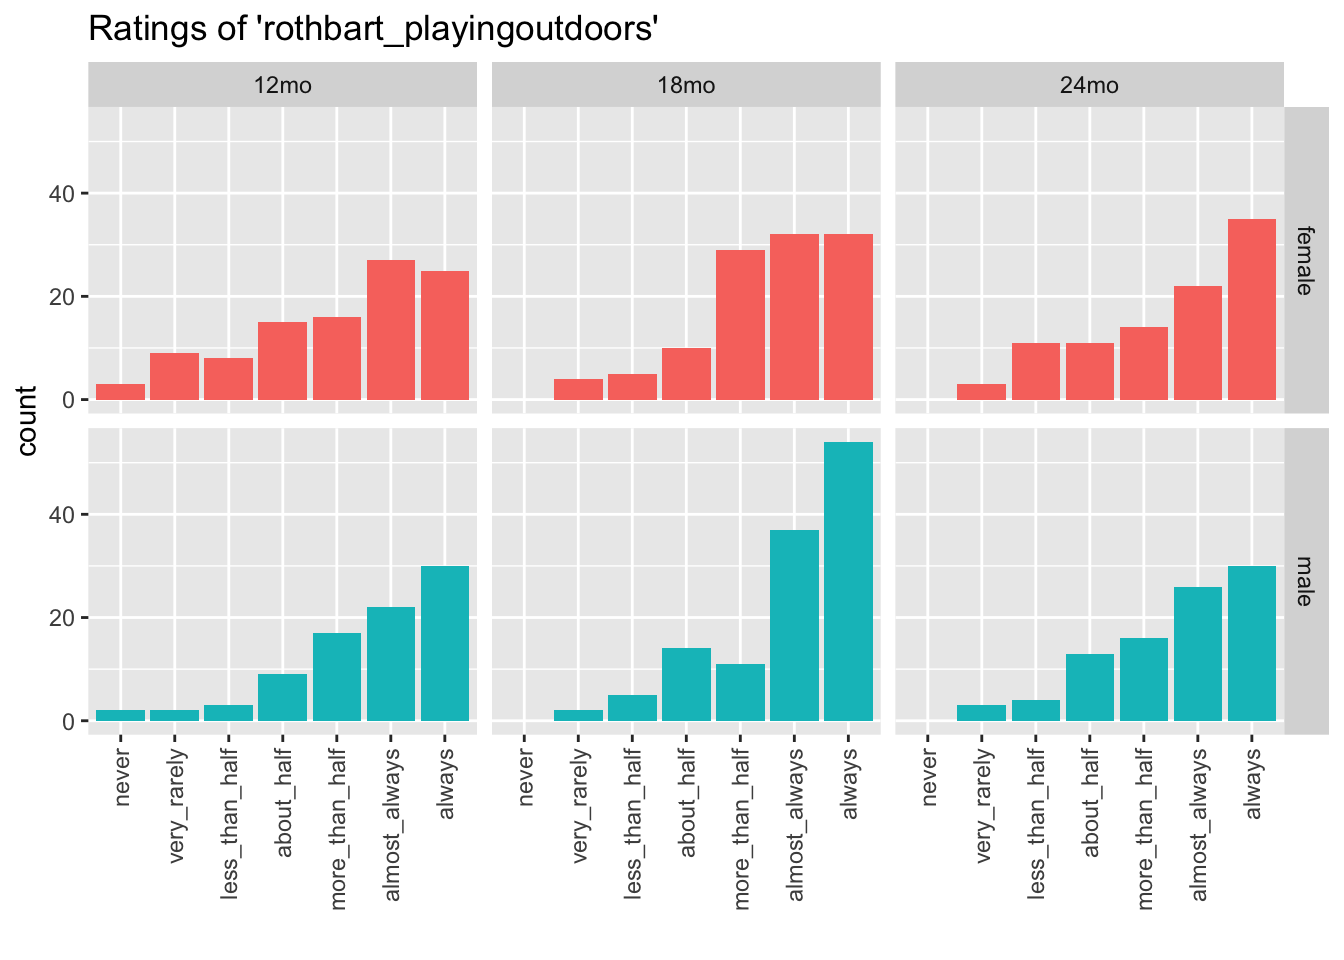 Ratings of 'rothbart_playingoutdoors'
12mo 18mo 24mo
40
20
0
female
count
40
20
0
male
never very_rarely less_than_half about_half more_than_half almost_always always never very_rarely less_than_half about_half more_than_half almost_always always never very_rarely less_than_half about_half more_than_half almost_always always